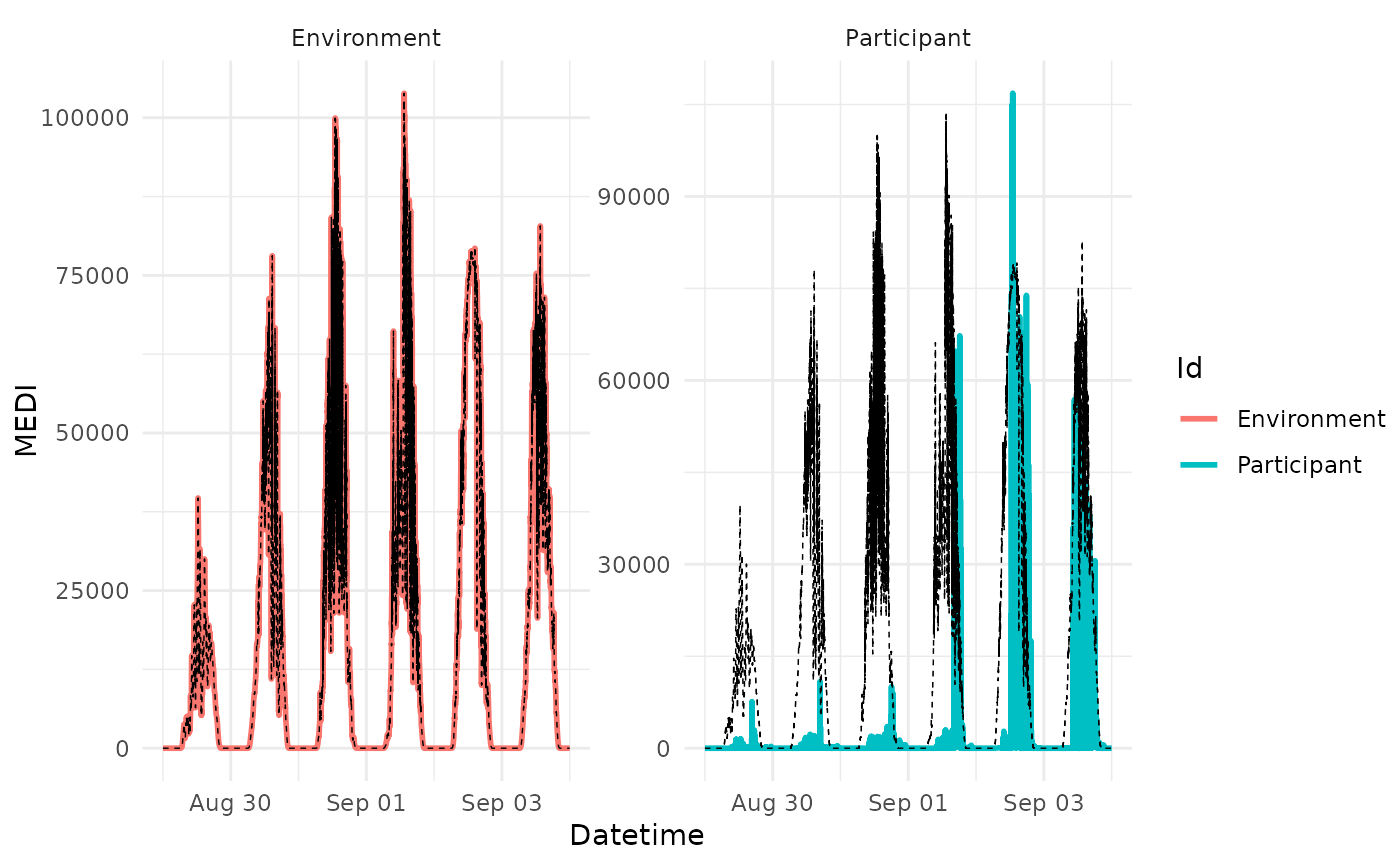 Environment
Participant
MEDI
100000
75000
50000
25000
0
90000
60000
30000
0
Aug 30
Sep 01
Sep 03
Aug 30
Sep 01
Sep 03
Datetime
Id
Environment
Participant